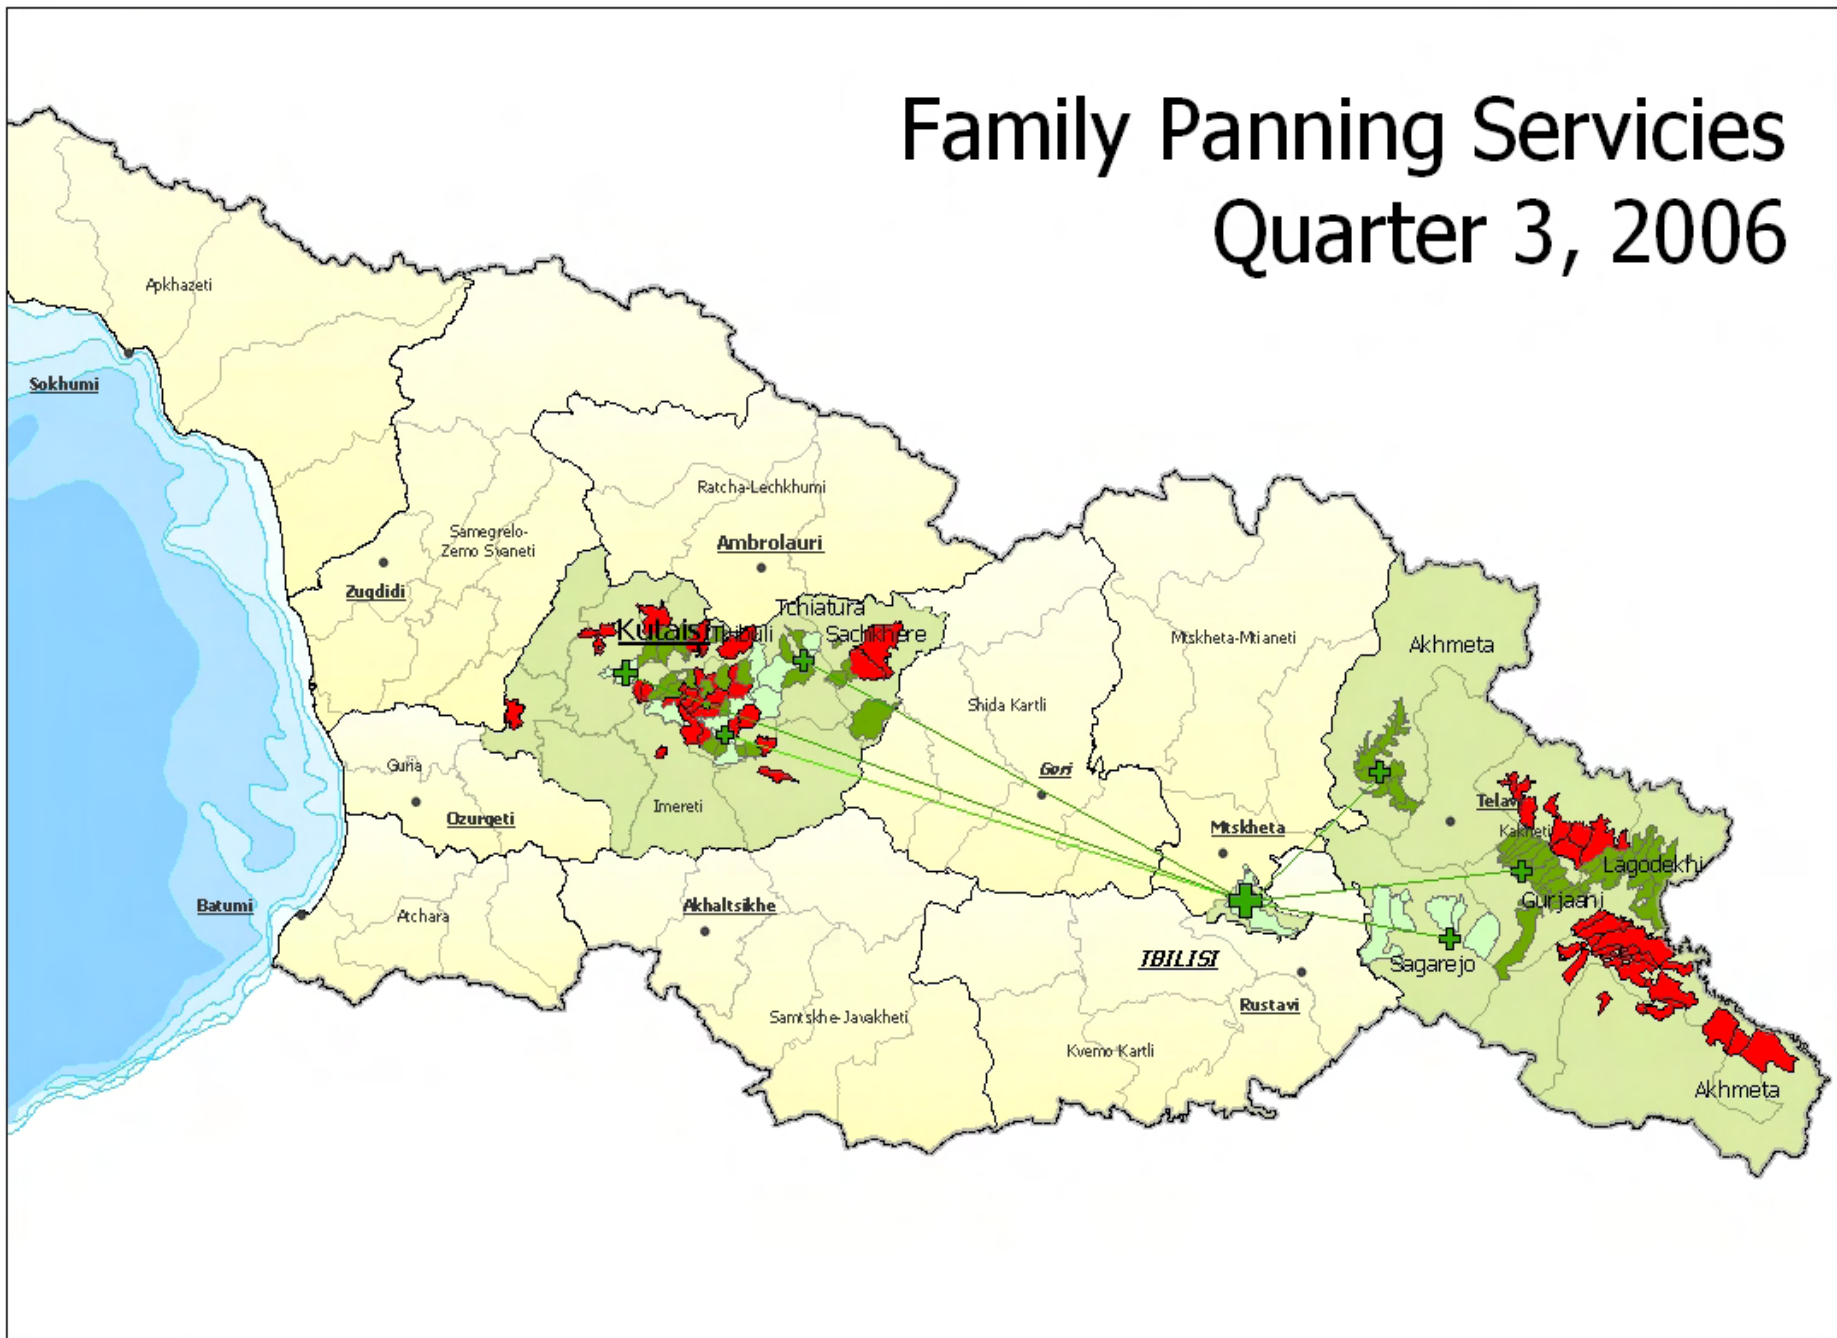 Family Panning Servicies
Quarter 3, 2006
Apkhazeti
Sokhumi
Ratcha-Lechkhumi
Samegrelo-
Zemo Svaneti
Ambrolauri
Zugdidi
Tchiatura
Kutaisi
Tkibuli
Sachkhere
Mtskheta-Mtianeti
Akhmeta
Shida Kartli
Guria
Gori
Imereti
Ozurgeti
Mtskheta
Telavi
Kakheti
Lagodekhi
Gurjaani
Batumi
Atchara
Akhaltsikhe
TBILISI
Sagarejo
Rustavi
Samtskhe-Javakheti
Kvemo Kartli
Akhmeta